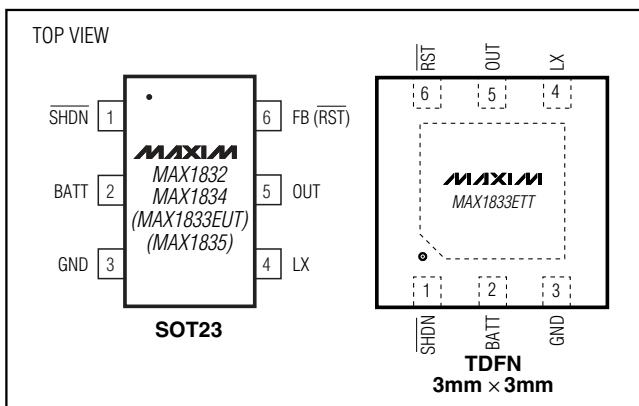 TOP VIEW
SHDN 1
BATT 2
GND 3
6 FB (RST)
5 OUT
4 LX
MAXIM
MAX1832
MAX1834
(MAX1833EUT)
(MAX1835)
SOT23
RST OUT LX
6 5 4
MAXIM
MAX1833ETT
1 2 3
SHDN BATT GND
TDFN
3mm × 3mm